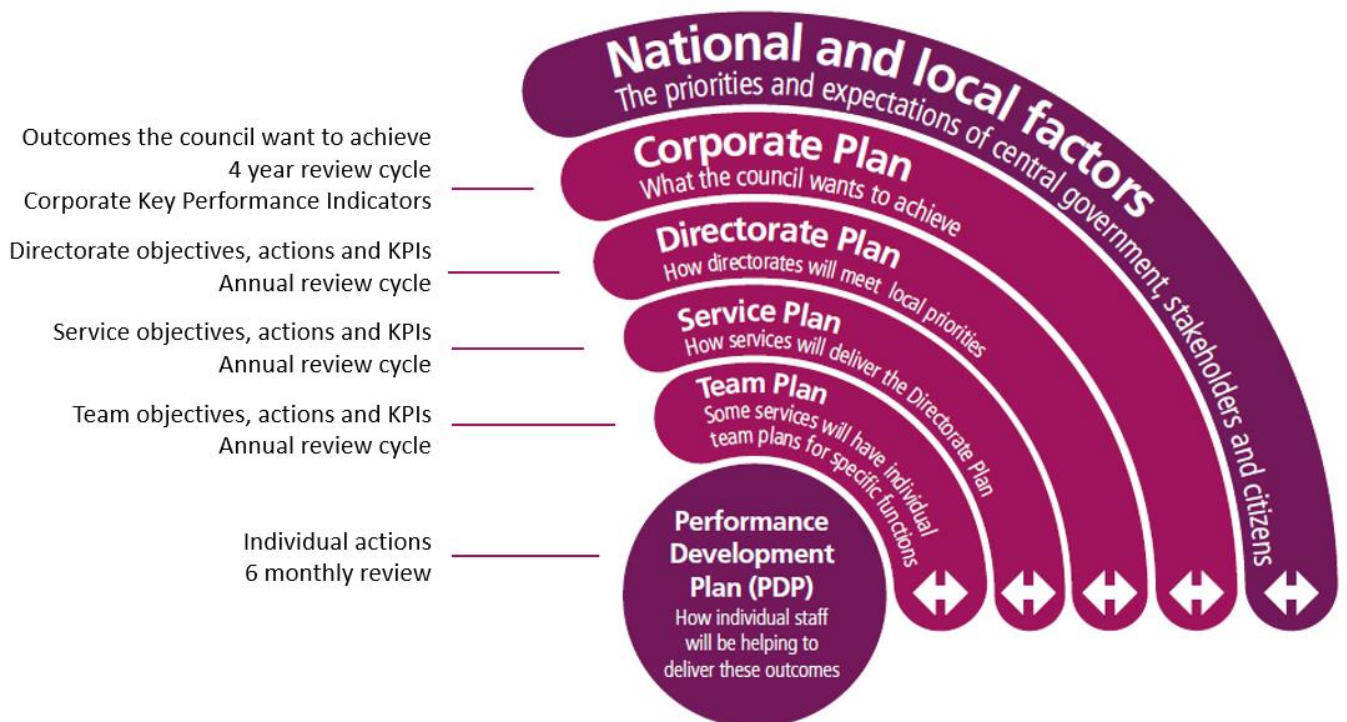 National and local factors
The priorities and expectations of central government, stakeholders and citizens
Outcomes the council want to achieve
4 year review cycle
Corporate Key Performance Indicators
Corporate Plan
What the council wants to achieve
Directorate objectives, actions and KPIs
Annual review cycle
Directorate Plan
How directorates will meet local priorities
Service objectives, actions and KPIs
Annual review cycle
Service Plan
How services will deliver the Directorate Plan
Team objectives, actions and KPIs
Annual review cycle
Team Plan
Some services will have individual
team plans for specific functions
Individual actions
6 monthly review
Performance
Development
Plan (PDP)
How individual staff
will be helping to
deliver these outcomes